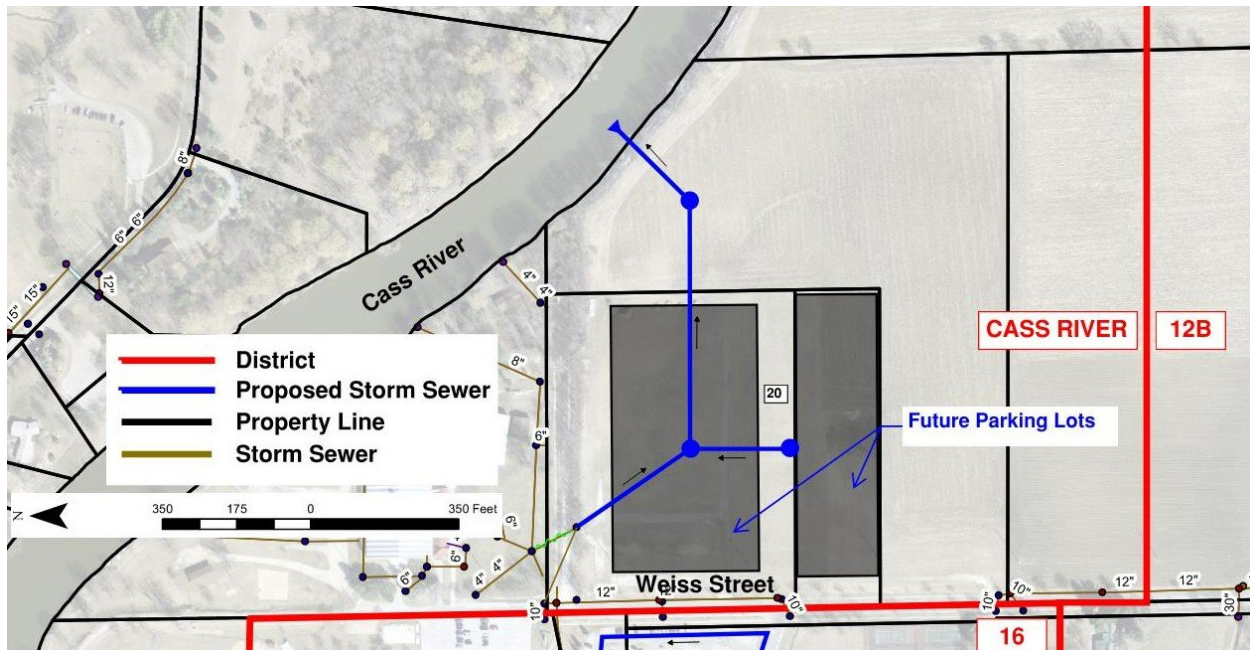 8"
6" 6"
12"
15"
15"
Cass River
4"
4"
CASS RIVER
12B
District
Proposed Storm Sewer
Property Line
Storm Sewer
8"
20
Future Parking Lots
6"
N
350 175 0 350 Feet
6"
6"
6"
4"
4"
Weiss Street
10"
12"
12"
10"
10"
10"
12"
12"
30"
16